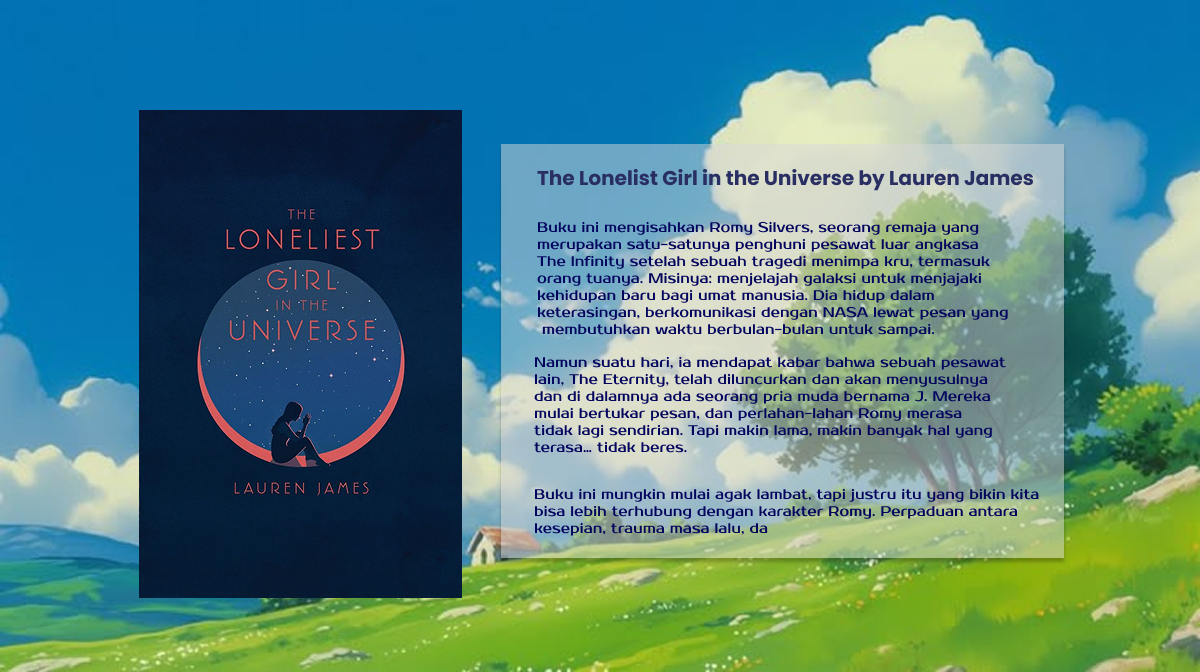 THE
LONELIEST
GIRL
IN THE
UNIVERSE
LAUREN JAMES
The Lonelist Girl in the Universe by Lauren James
Buku ini mengisahkan Romy Silvers, seorang remaja yang
merupakan satu-satunya penghuni pesawat luar angkasa
The Infinity setelah sebuah tragedi menimpa kru, termasuk
orang tuanya. Misinya: menjelajah galaksi untuk menjajaki
kehidupan baru bagi umat manusia. Dia hidup dalam
keterasingan, berkomunikasi dengan NASA lewat pesan yang
membutuhkan waktu berbulan-bulan untuk sampai.
Namun suatu hari, ia mendapat kabar bahwa sebuah pesawat
lain, The Eternity, telah diluncurkan dan akan menyusulnya
dan di dalamnya ada seorang pria muda bernama J. Mereka
mulai bertukar pesan, dan perlahan-lahan Romy merasa
tidak lagi sendirian. Tapi makin lama, makin banyak hal yang
terasa... tidak beres.
Buku ini mungkin mulai agak lambat, tapi justru itu yang bikin kita
bisa lebih terhubung dengan karakter Romy. Perpaduan antara
kesepian, trauma masa lalu, da